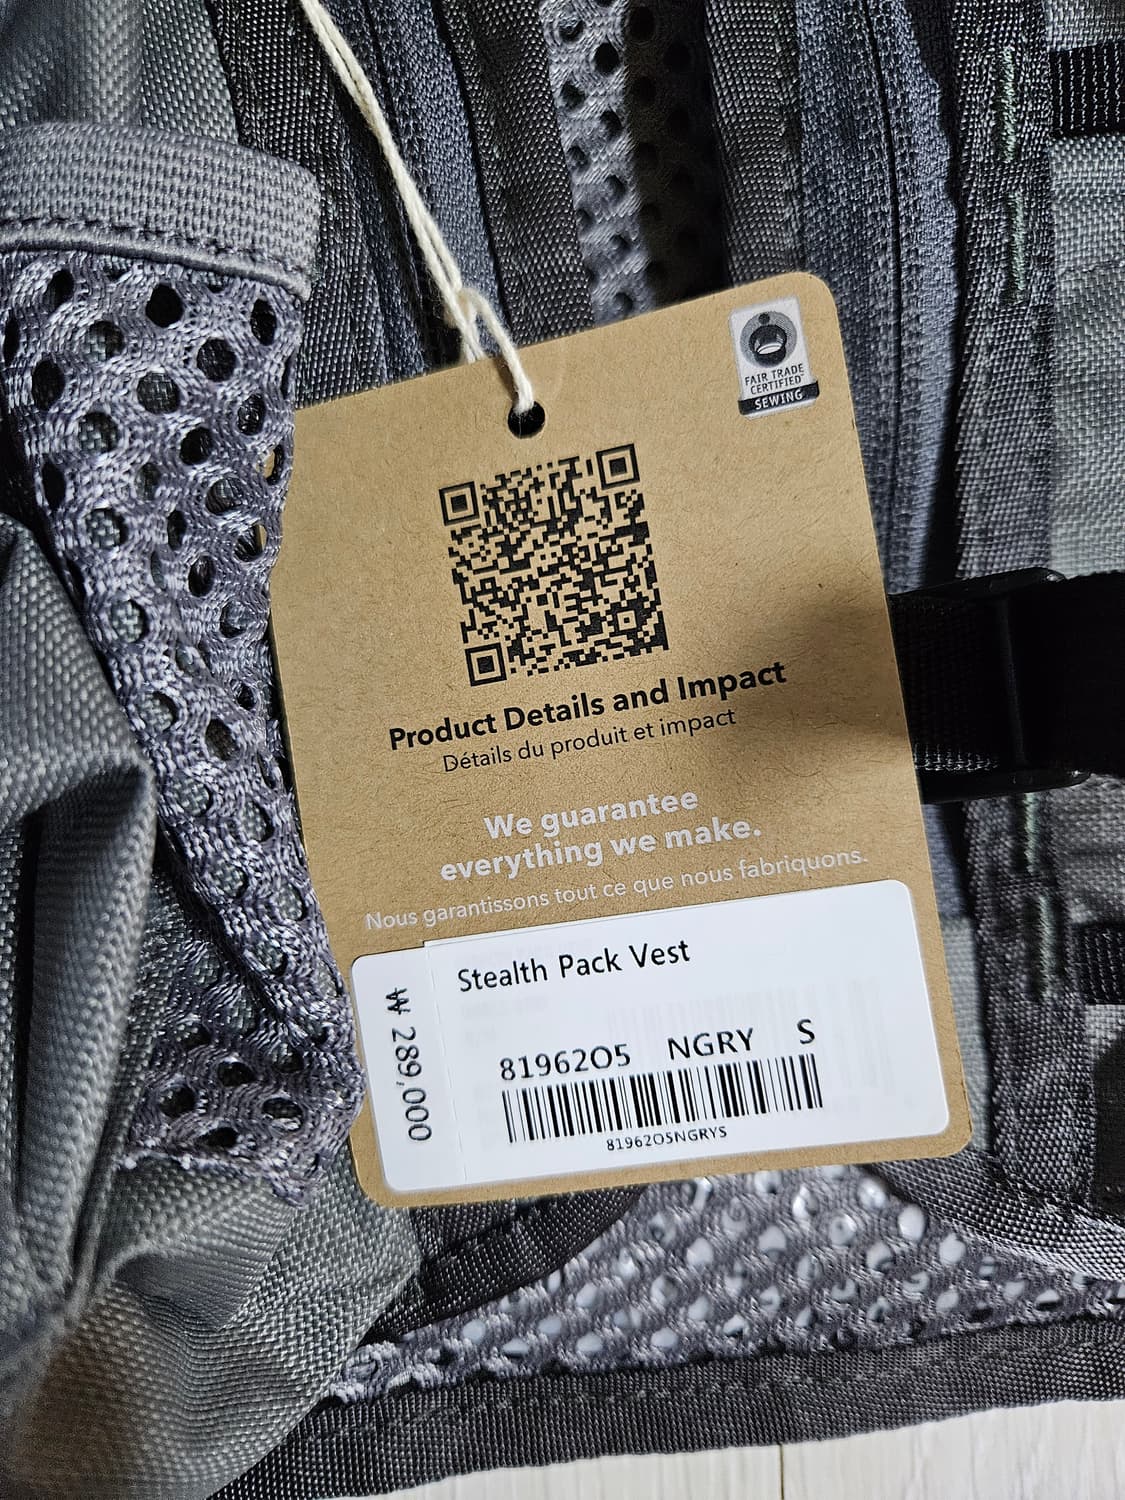 FAIR TRADE
CERTIFIED™
SEWING
Product Details and Impact
Détails du produit et impact
We guarantee
everything we make.
Nous garantissons tout ce que nous fabriquons.
Stealth Pack Vest
₩ 289,000
81962O5 NGRY S
81962O5NGRYS